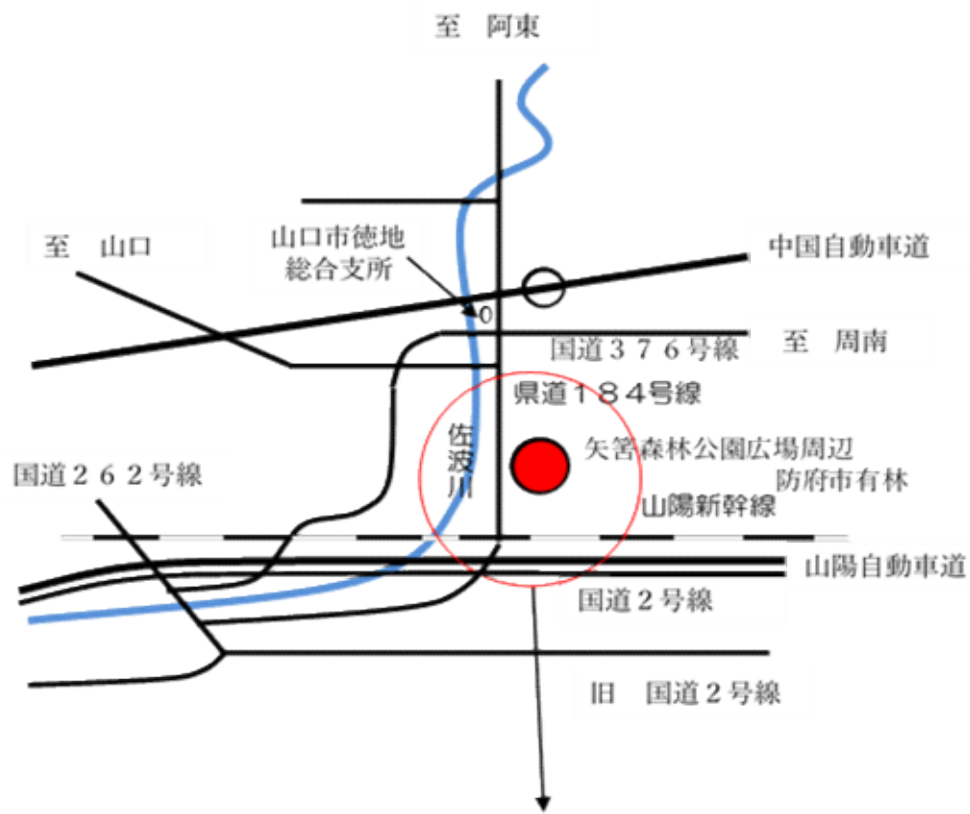 至　阿東
至　山口
山口市徳地
総合支所
中国自動車道
0
国道３７６号線
至　周南
県道１８４号線
佐波川
矢筈森林公園広場周辺
防府市有林
国道２６２号線
山陽新幹線
山陽自動車道
国道２号線
旧　国道２号線